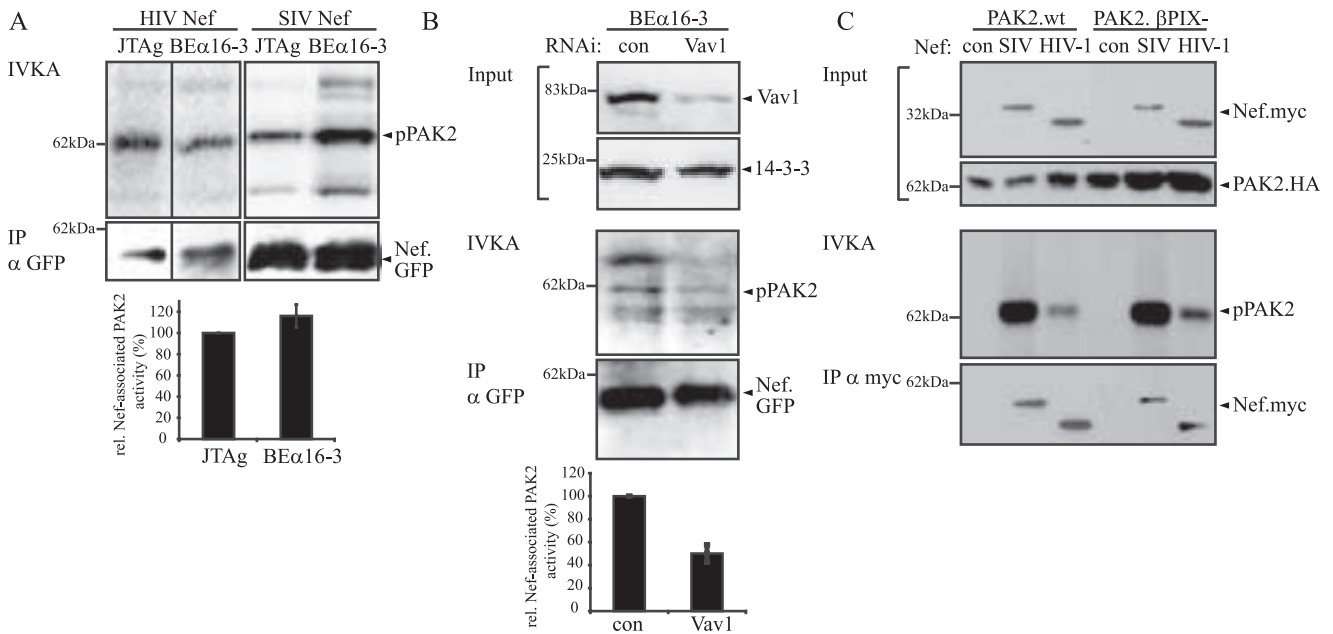 A
HIV Nef
SIV Nef
JTAg BEα16-3
JTAg BEα16-3
IVKA
62kDa
pPAK2
62kDa
IP
α GFP
Nef.
GFP
rel. Nef-associated PAK2
activity (%)
120
100
80
60
40
20
0
JTAg BEα16-3
B
BEα16-3
RNAi: con Vav1
Input
83kDa
Vav1
25kDa
14-3-3
IVKA
62kDa
pPAK2
IP
α GFP
62kDa
Nef.
GFP
rel. Nef-associated PAK2
activity (%)
120
100
80
60
40
20
0
con Vav1
C
PAK2.wt PAK2. βPIX-
Nef: con SIV HIV-1 con SIV HIV-1
Input
32kDa
Nef.myc
62kDa
PAK2.HA
IVKA
62kDa
pPAK2
IP α myc
62kDa
Nef.myc